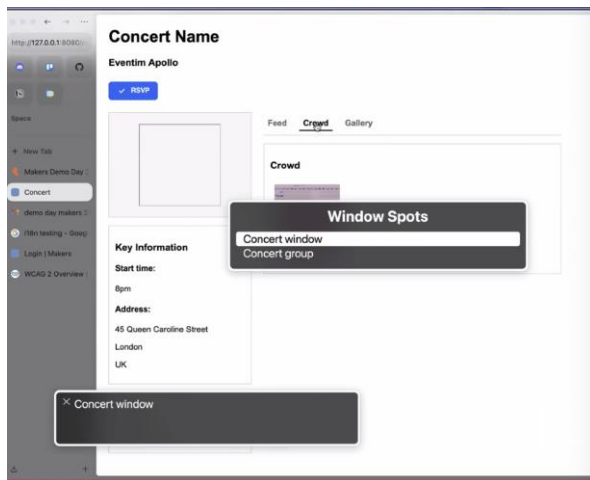 http://127.0.0.1:8080/
Space
+ New Tab
Makers Demo Day
Concert
demo day makers
i18n testing - Goog
Login | Makers
WCAG 2 Overview |
Concert Name
Eventim Apollo
✓ RSVP
Feed Crowd Gallery
Crowd
Window Spots
Concert window
Concert group
Key Information
Start time:
8pm
Address:
45 Queen Caroline Street
London
UK
× Concert window